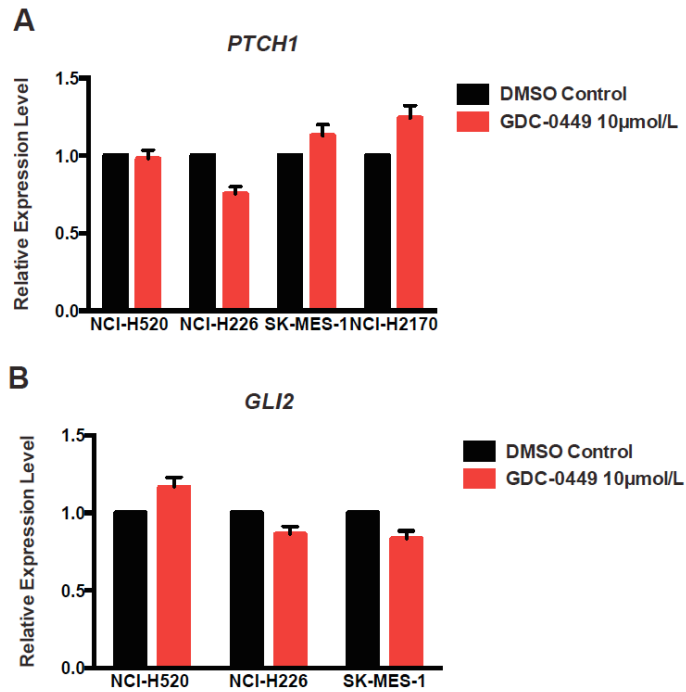 A
PTCH1
Relative Expression Level
1.5
1.0
0.5
0.0
NCI-H520 NCI-H226 SK-MES-1 NCI-H2170
DMSO Control
GDC-0449 10μmol/L
B
GLI2
Relative Expression Level
1.5
1.0
0.5
0.0
NCI-H520 NCI-H226 SK-MES-1
DMSO Control
GDC-0449 10μmol/L